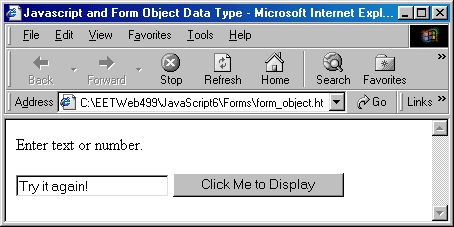 Javascript and Form Object Data Type - Microsoft Internet Expl...
File Edit View Favorites Tools Help »
Back Forward Stop Refresh Home Search Favorites »
Address C:\EETWeb499\JavaScript6\Forms\form_object.ht Go Links »
Enter text or number.
Try it again! Click Me to Display